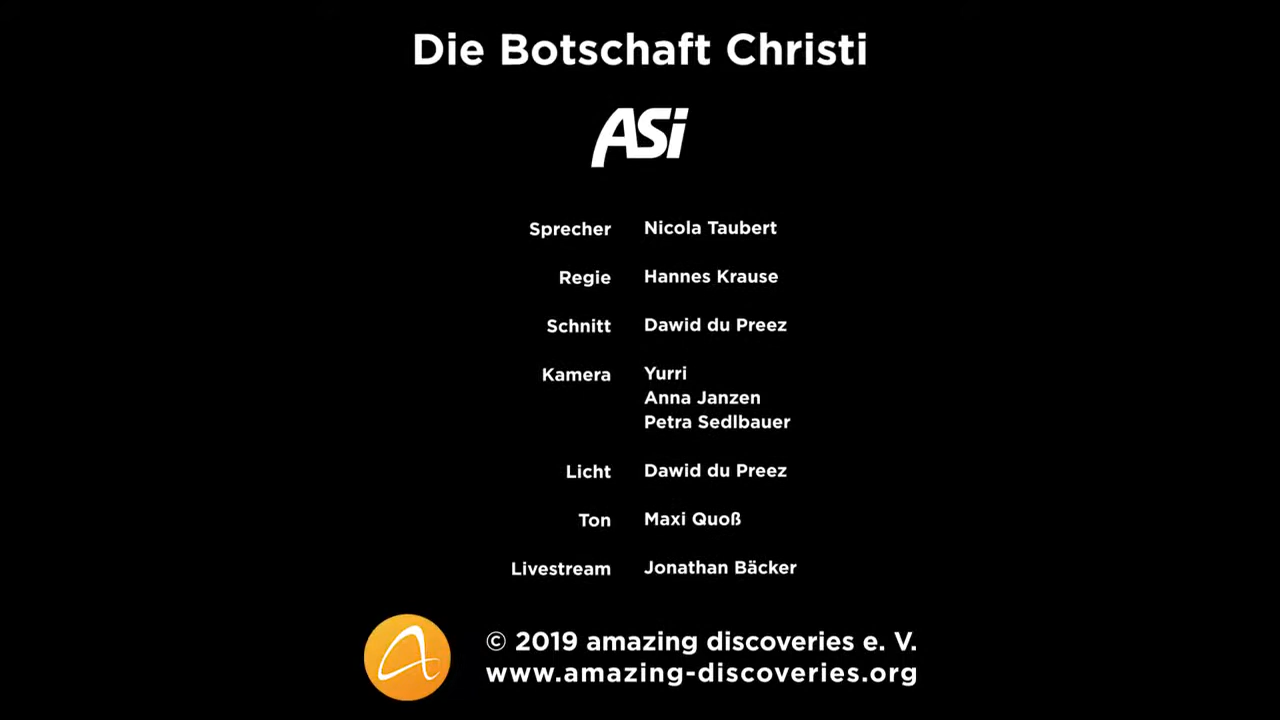 Die Botschaft Christi
ASi
Sprecher Nicola Taubert
Regie Hannes Krause
Schnitt Dawid du Preez
Kamera Yurri
Anna Janzen
Petra Sedlbauer
Licht Dawid du Preez
Ton Maxi Quoß
Livestream Jonathan Bäcker
© 2019 amazing discoveries e. V.
www.amazing-discoveries.org